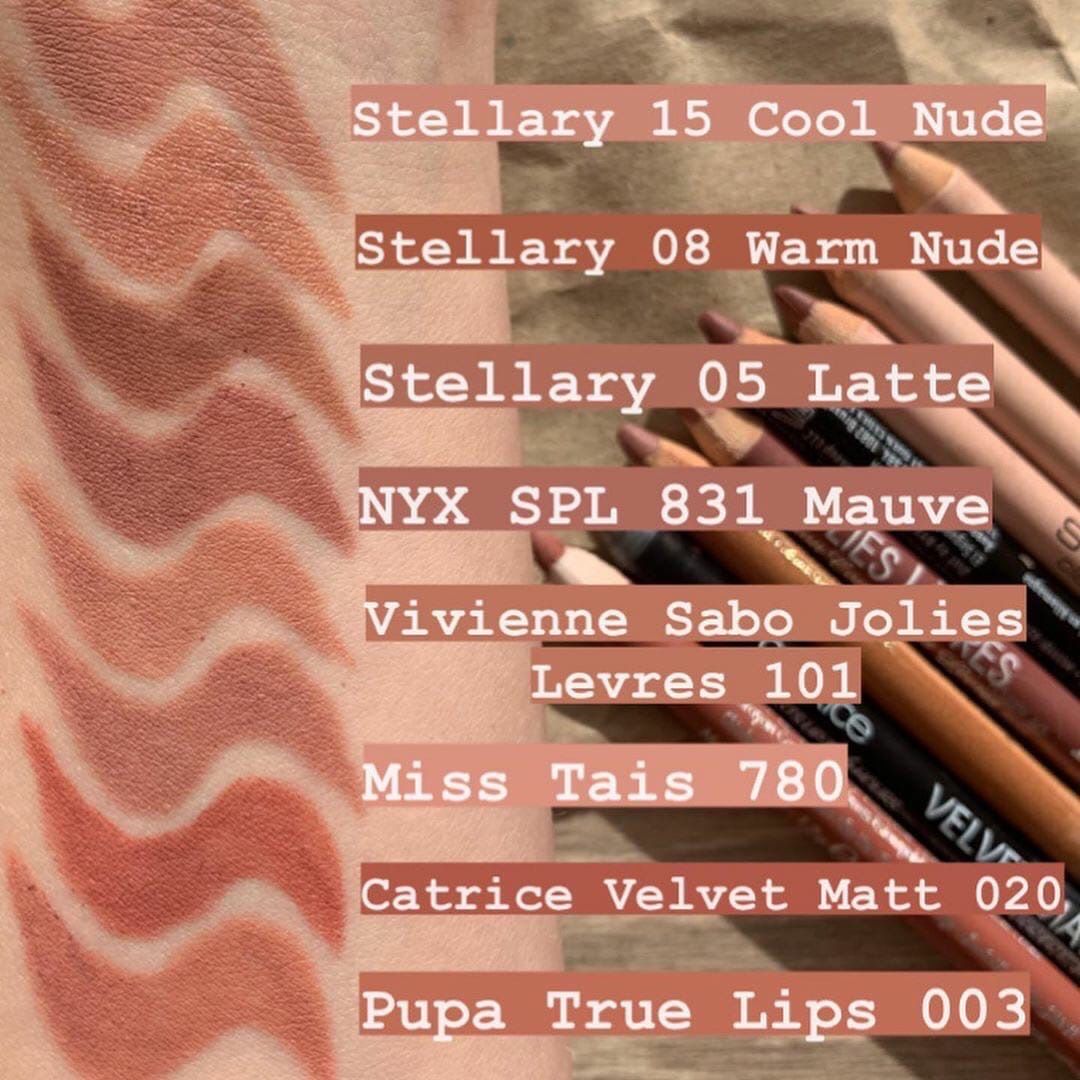 Stellary 15 Cool Nude
Stellary 08 Warm Nude
Stellary 05 Latte
NYX SPL 831 Mauve
Vivienne Sabo Jolies
Levres 101
Miss Tais 780
Catrice Velvet Matt 020
Pupa True Lips 003